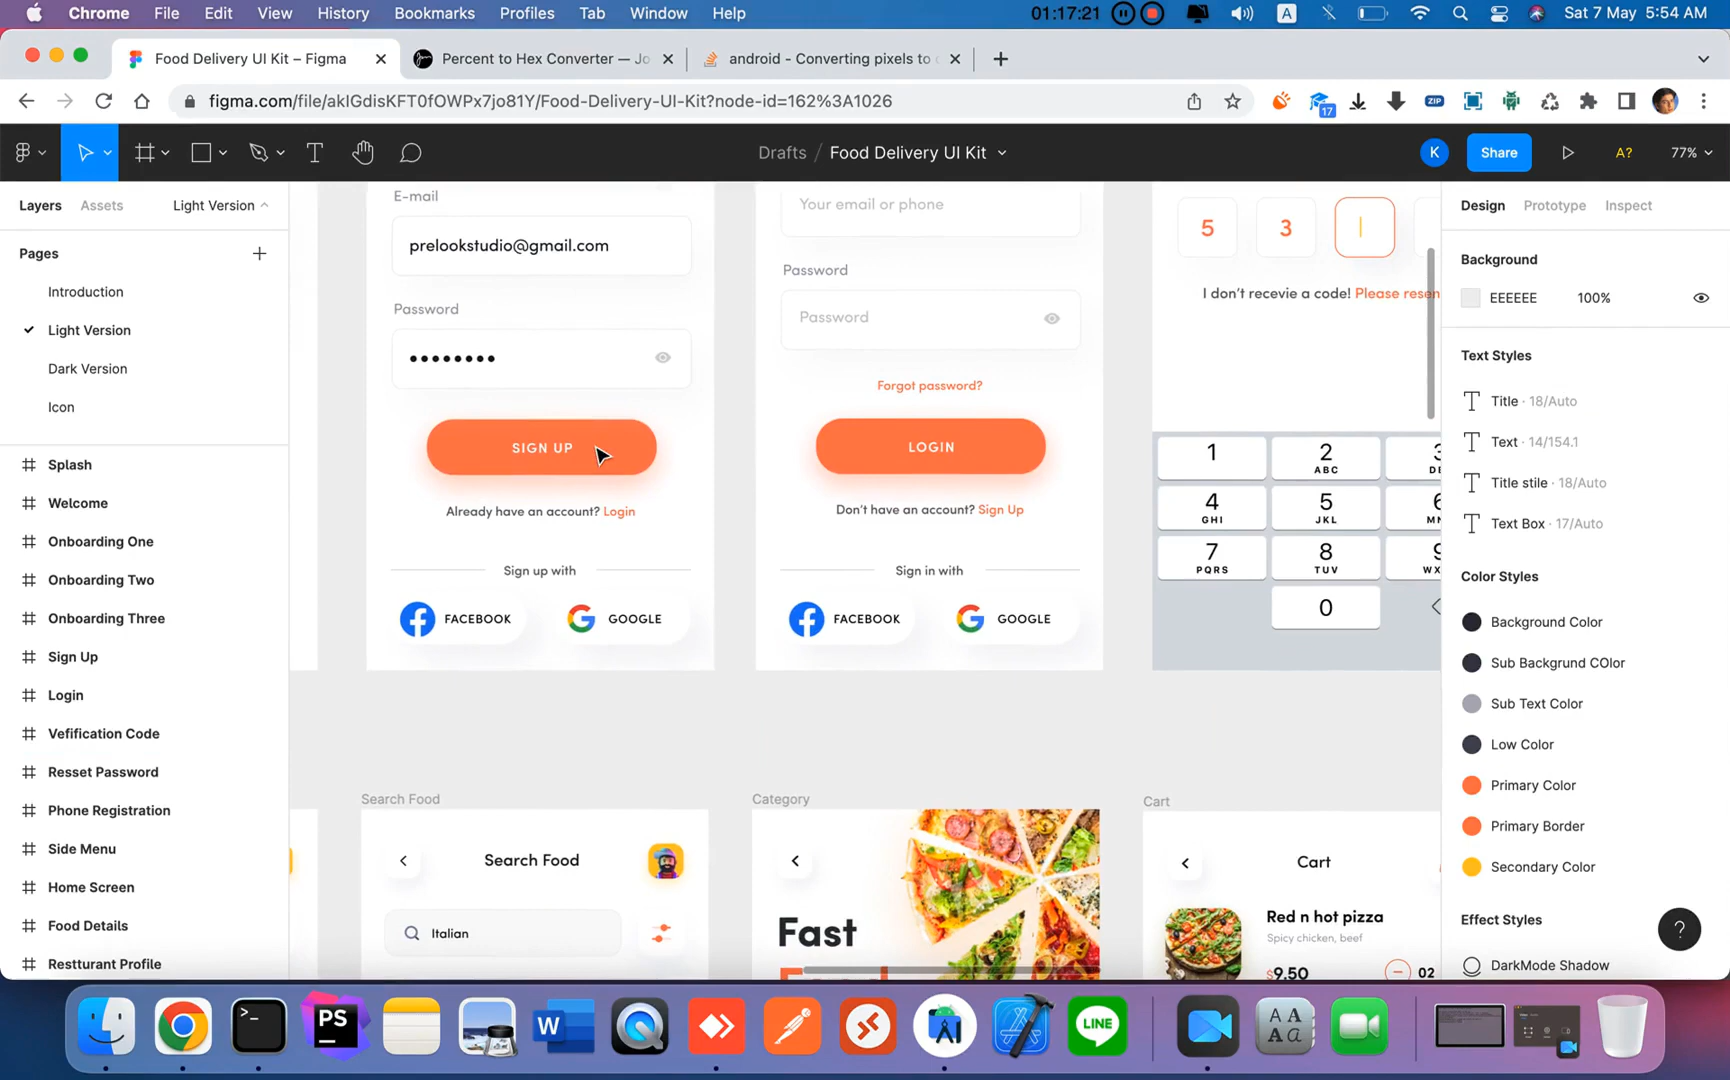 Chrome File Edit View History Bookmarks Profiles Tab Window Help 01:17:21 A Sat 7 May 5:54 AM
Food Delivery UI Kit – Figma
Percent to Hex Converter — Jo
android - Converting pixels to
figma.com/file/akIGdisKFT0fOWPx7jo81Y/Food-Delivery-UI-Kit?node-id=162%3A1026
17
ZIP
Drafts / Food Delivery UI Kit
K
Share
A?
77%
Layers Assets Light Version
Pages
Introduction
Light Version
Dark Version
Icon
Splash
Welcome
Onboarding One
Onboarding Two
Onboarding Three
Sign Up
Login
Vefification Code
Resset Password
Phone Registration
Side Menu
Home Screen
Food Details
Restturant Profile
E-mail
prelookstudio@gmail.com
Password
SIGN UP
Already have an account? Login
Sign up with
FACEBOOK
GOOGLE
Your email or phone
Password
Password
Forgot password?
LOGIN
Don't have an account? Sign Up
Sign in with
FACEBOOK
GOOGLE
5 3
I don't recevie a code! Please resen
1
2
ABC
3
4
GHI
5
JKL
6
7
PQRS
8
TUV
9
0
Search Food
Search Food
Italian
Category
Fast
Cart
Cart
Red n hot pizza
Spicy chicken, beef
$9.50
02
Design Prototype Inspect
Background
EEEEEE 100%
Text Styles
Title · 18/Auto
Text · 14/154.1
Title stile · 18/Auto
Text Box · 17/Auto
Color Styles
Background Color
Sub Backgrund COlor
Sub Text Color
Low Color
Primary Color
Primary Border
Secondary Color
Effect Styles
DarkMode Shadow
?
>_
PS
W
LINE
A A
A a